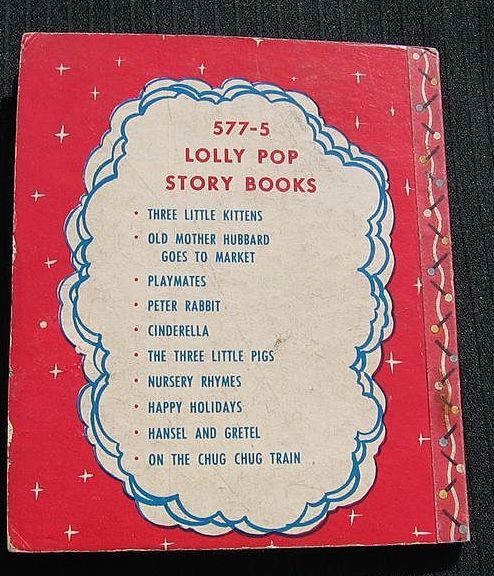 577-5
LOLLY POP
STORY BOOKS
• THREE LITTLE KITTENS
• OLD MOTHER HUBBARD
GOES TO MARKET
• PLAYMATES
• PETER RABBIT
• CINDERELLA
• THE THREE LITTLE PIGS
• NURSERY RHYMES
• HAPPY HOLIDAYS
• HANSEL AND GRETEL
• ON THE CHUG CHUG TRAIN